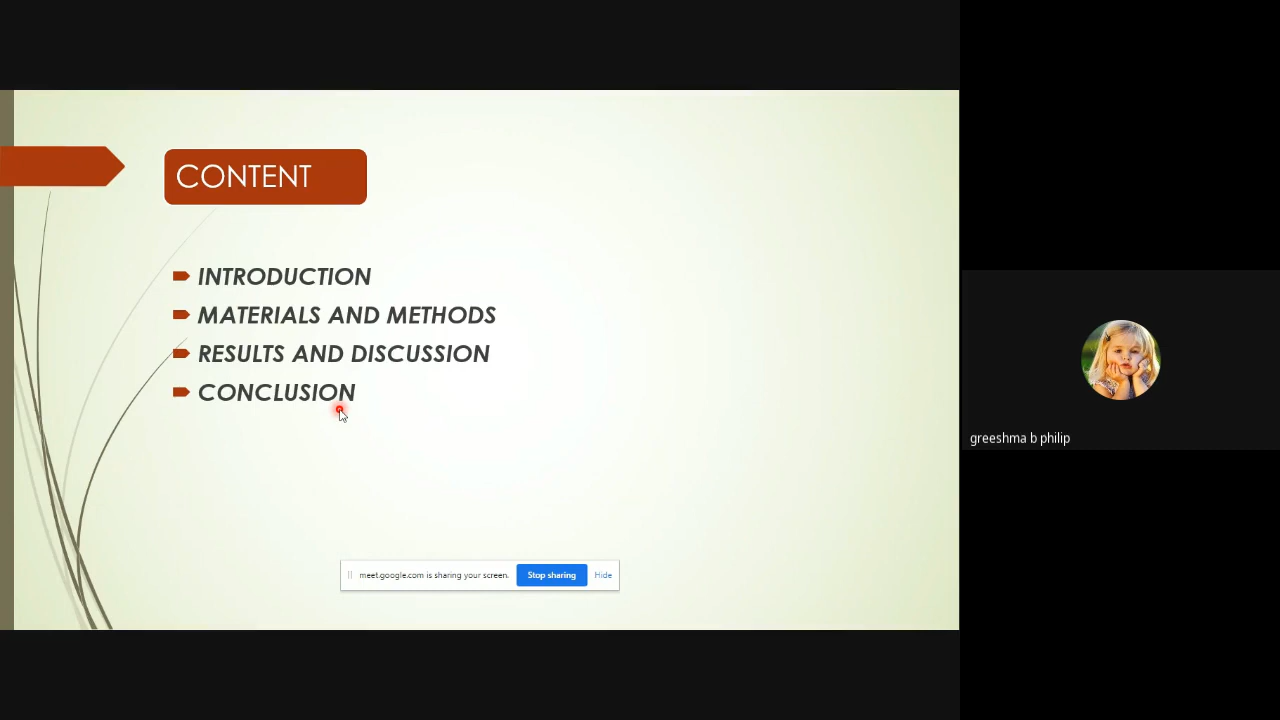 CONTENT
INTRODUCTION
MATERIALS AND METHODS
RESULTS AND DISCUSSION
CONCLUSION
meet.google.com is sharing your screen.
Stop sharing
Hide
greeshma b philip